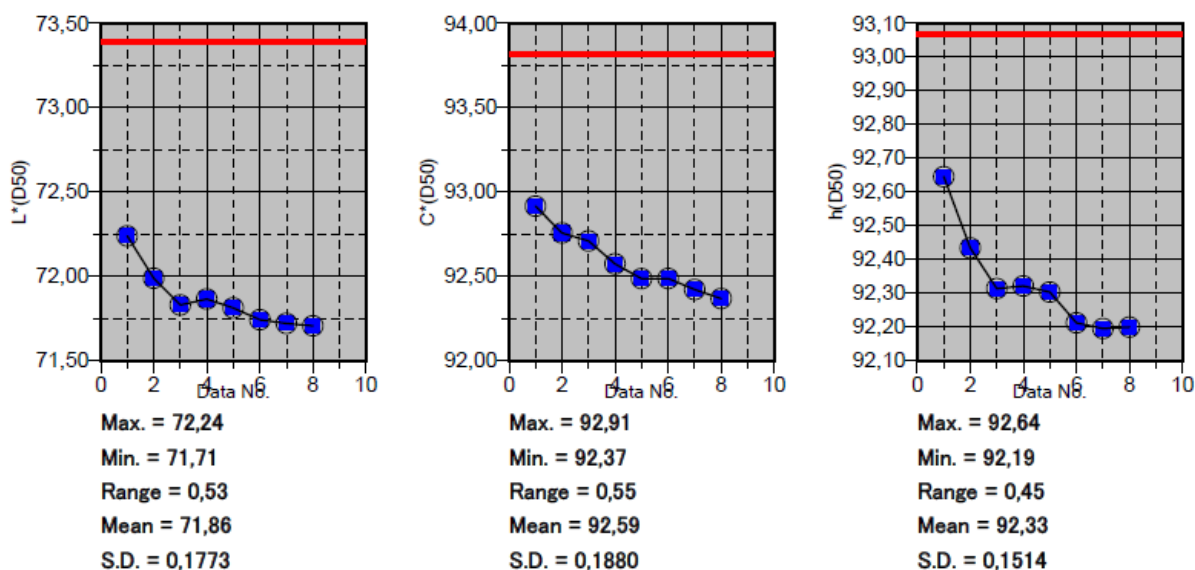 73,50
73,00
72,50
72,00
71,50
L*(D50)
0 2 4 6 8 10
Data No.
Max. = 72,24
Min. = 71,71
Range = 0,53
Mean = 71,86
S.D. = 0,1773
94,00
93,50
93,00
92,50
92,00
C*(D50)
0 2 4 6 8 10
Data No.
Max. = 92,91
Min. = 92,37
Range = 0,55
Mean = 92,59
S.D. = 0,1880
93,10
93,00
92,90
92,80
92,70
92,60
92,50
92,40
92,30
92,20
92,10
h(D50)
0 2 4 6 8 10
Data No.
Max. = 92,64
Min. = 92,19
Range = 0,45
Mean = 92,33
S.D. = 0,1514